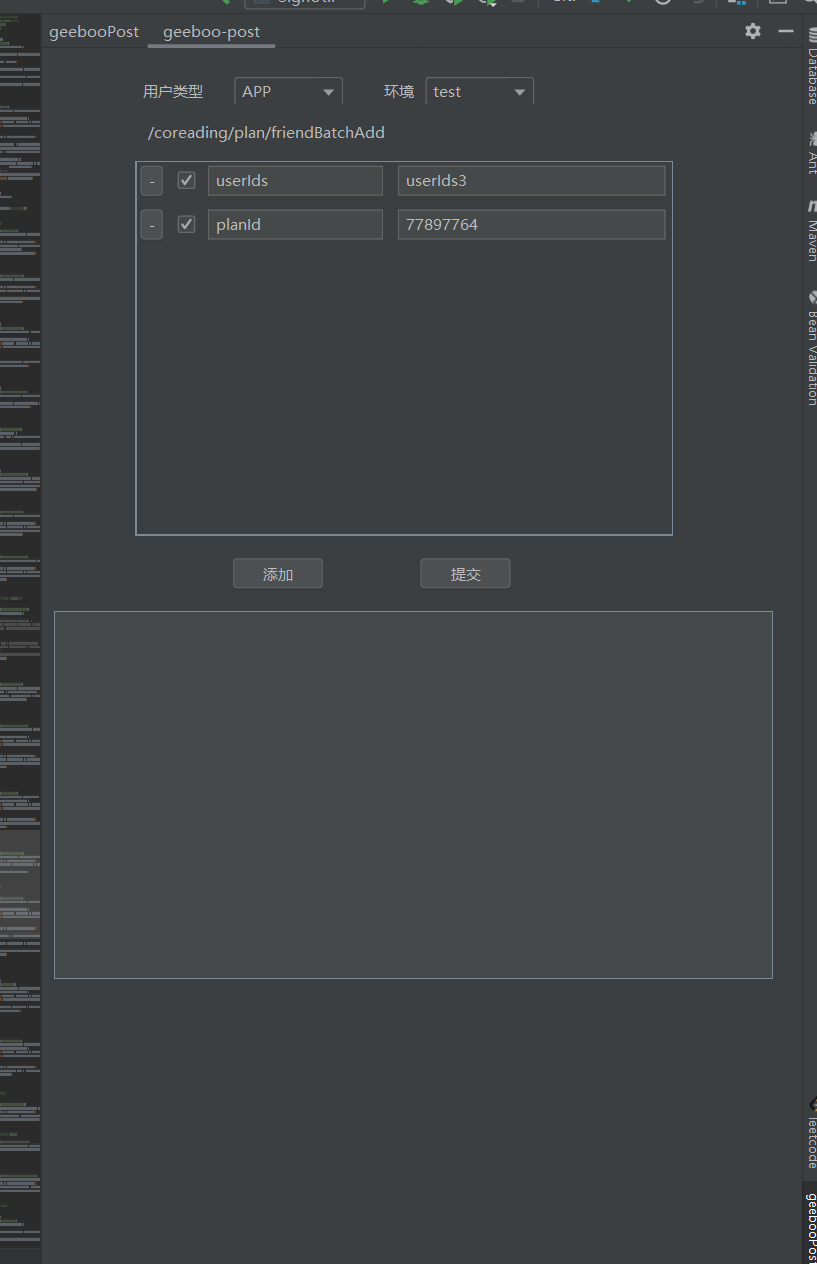 geebooPost geeboo-post
用户类型 APP 环境 test
/coreading/plan/friendBatchAdd
- userIds userIds3
- planId 77897764
添加 提交
Database
Ant
Maven
Bean Validation
leetcode
geebooPost